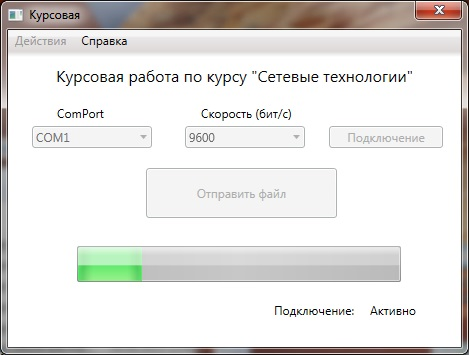 Курсовая
Действия Справка
Курсовая работа по курсу "Сетевые технологии"
ComPort Скорость (бит/с)
COM1 9600 Подключение
Отправить файл
Подключение: Активно